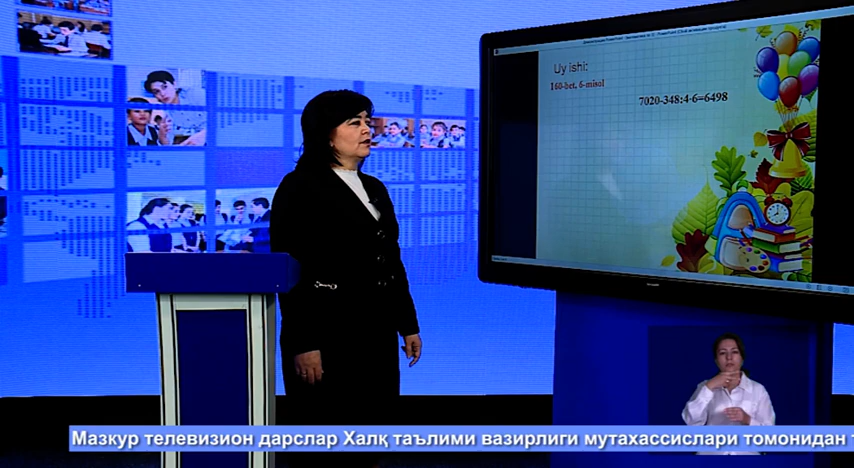 Uy ishi:
160-bet, 6-misol
7020-348:4·6=6498
Мазкур телевизион дарслар Халқ таълими вазирлиги мутахассислари томонидан